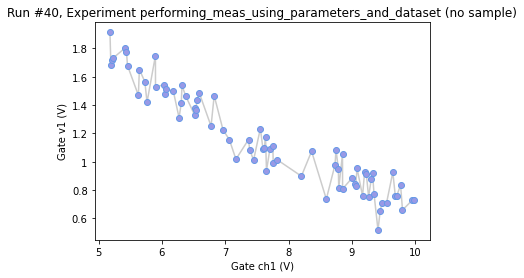 Run #40, Experiment performing_meas_using_parameters_and_dataset (no sample)
1.8
1.6
1.4
1.2
1
0.8
0.6
Gate v1 (V)
5 6 7 8 9 10
Gate ch1 (V)